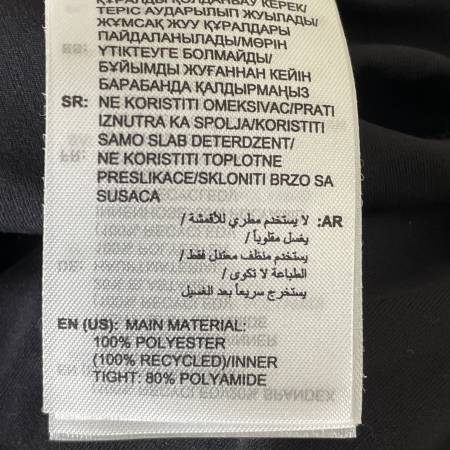 ҚҰРАЛДЫ ҚОЛДАНБАУ КЕРЕК/
ТЕРІС АУДАРЫЛЫП ЖУЫЛАДЫ/
ЖҰМСАҚ ЖУУ ҚҰРАЛДАРЫ
ПАЙДАЛАНЫЛАДЫ/МӨРІН
ҮТІКТЕУГЕ БОЛМАЙДЫ/
БҰЙЫМДЫ ЖУҒАННАН КЕЙІН
БАРАБАНДА ҚАЛДЫРМАҢЫЗ
SR: NE KORISTITI OMEKSIVAC/PRATI
IZNUTRA KA SPOLJA/KORISTITI
SAMO SLAB DETERDZENT/
NE KORISTITI TOPLOTNE
PRESLIKACE/SKLONITI BRZO SA
SUSACA
AR: لا يستخدم مطري للأقمشة /
يغسل مقلوباً /
يستخدم منظف معتدل فقط /
الطباعة لا تكوى /
يستخرج سريعاً بعد الغسيل
EN (US): MAIN MATERIAL:
100% POLYESTER
(100% RECYCLED)/INNER
TIGHT: 80% POLYAMIDE